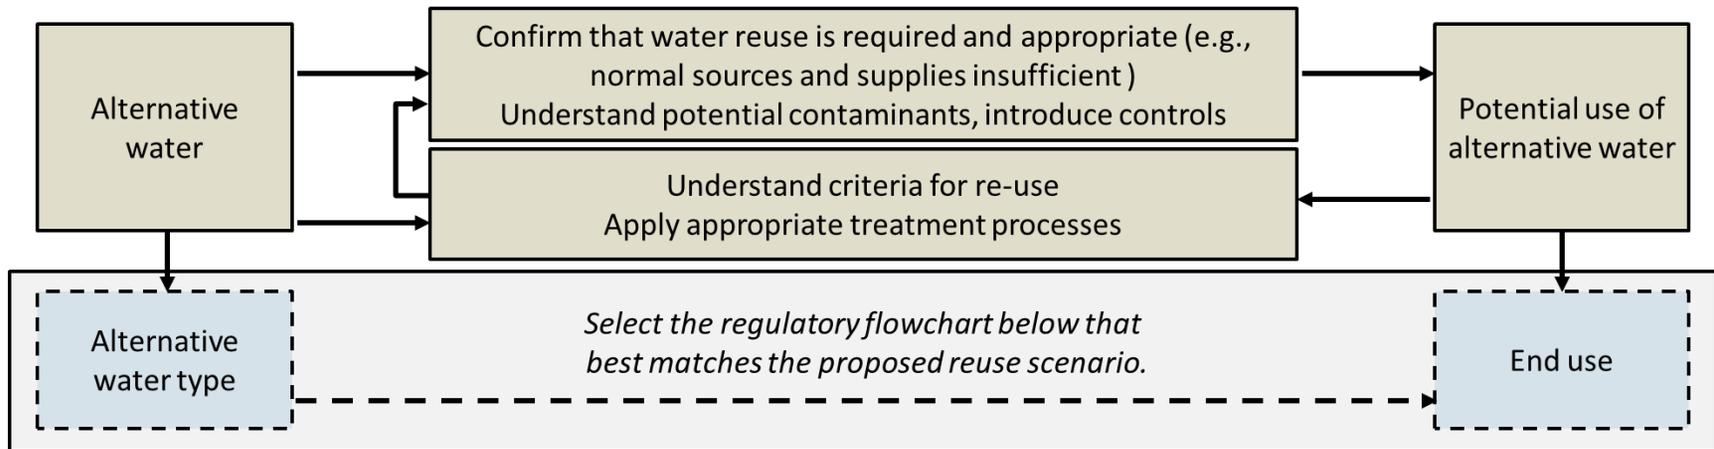 Alternative
water
Confirm that water reuse is required and appropriate (e.g.,
normal sources and supplies insufficient )
Understand potential contaminants, introduce controls
Understand criteria for re-use
Apply appropriate treatment processes
Potential use of
alternative water
Alternative
water type
Select the regulatory flowchart below that
best matches the proposed reuse scenario.
End use